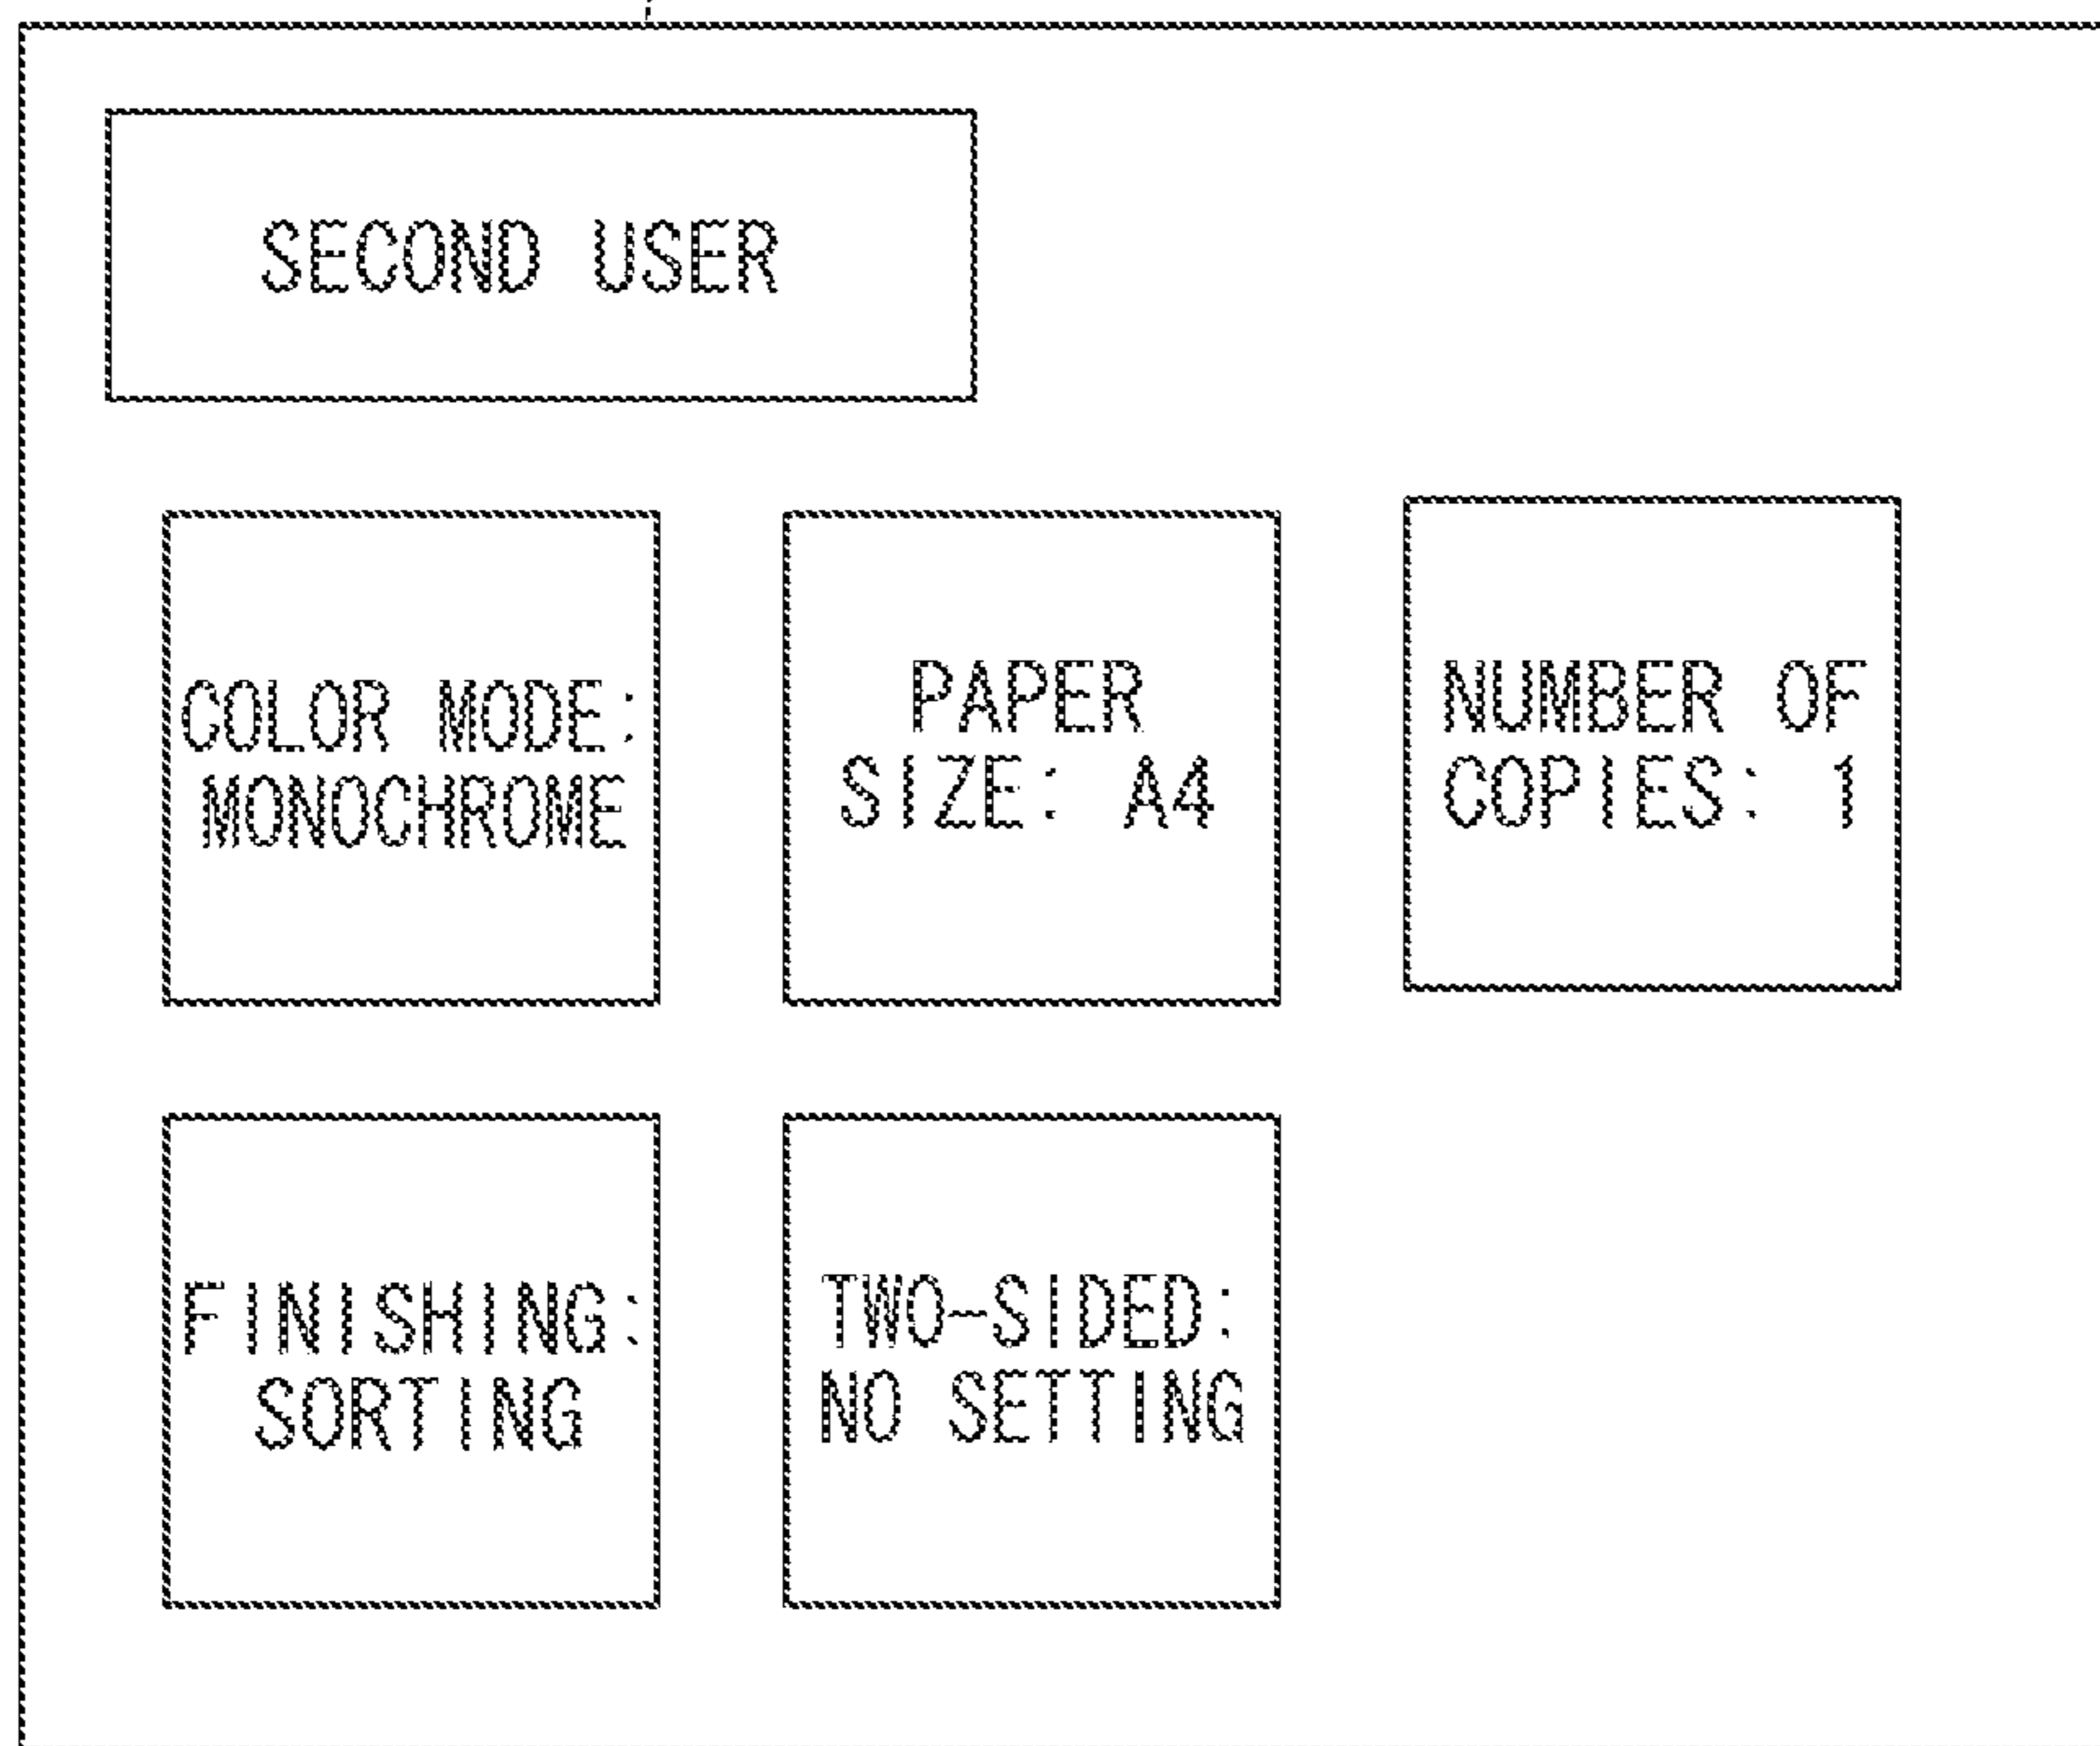 SECOND USER
COLOR MODE:
MONOCHROME
PAPER
SIZE: A4
NUMBER OF
COPIES: 1
FINISHING:
SORTING
TWO-SIDED:
NO SETTING